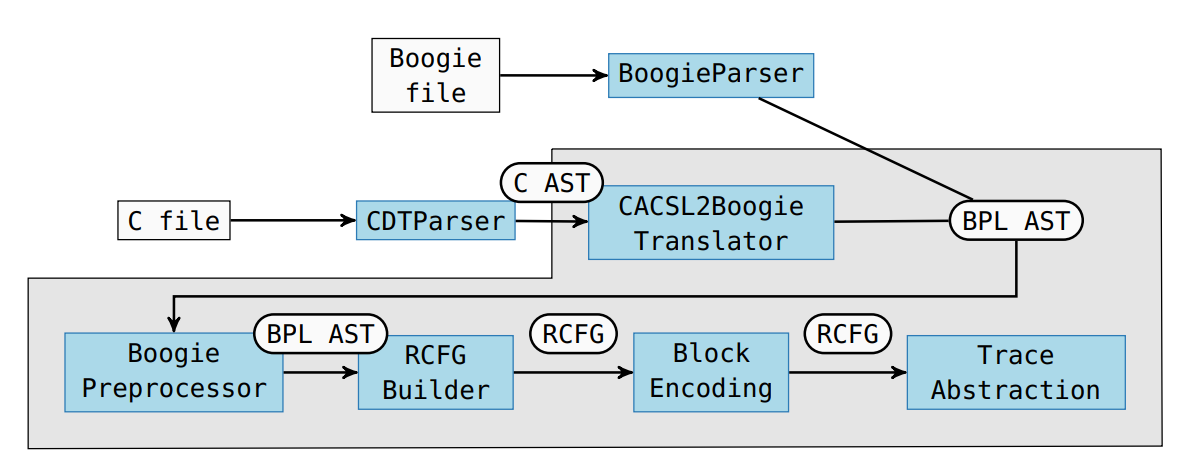 Boogie
file
BoogieParser
C AST
C file
CDTParser
CACSL2Boogie
Translator
BPL AST
Boogie
Preprocessor
BPL AST
RCFG
Builder
RCFG
Block
Encoding
RCFG
Trace
Abstraction